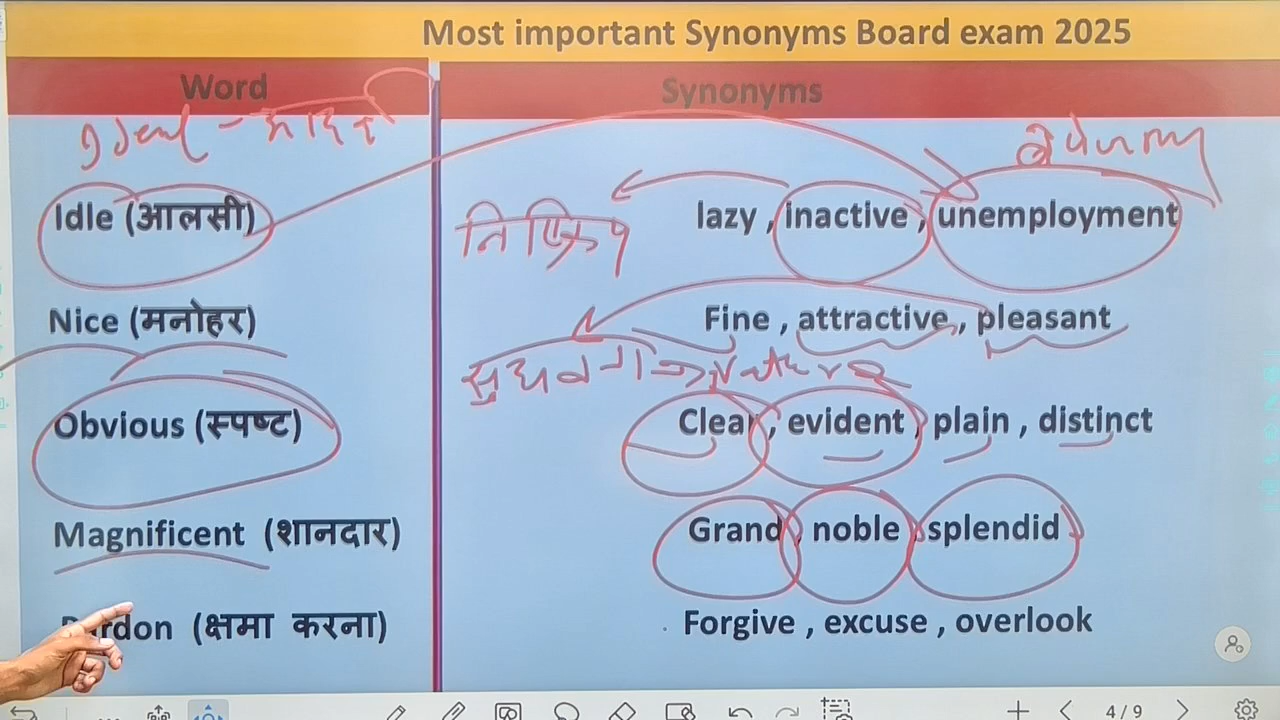 Most important Synonyms Board exam 2025
Word Synonyms
Ideal -
Idle (आलसी) lazy , inactive , unemployment
Nice (मनोहर) Fine , attractive , pleasant
Obvious (स्पष्ट) Clear , evident , plain , distinct
Magnificent (शानदार) Grand , noble , splendid
Pardon (क्षमा करना) Forgive , excuse , overlook
4 / 9